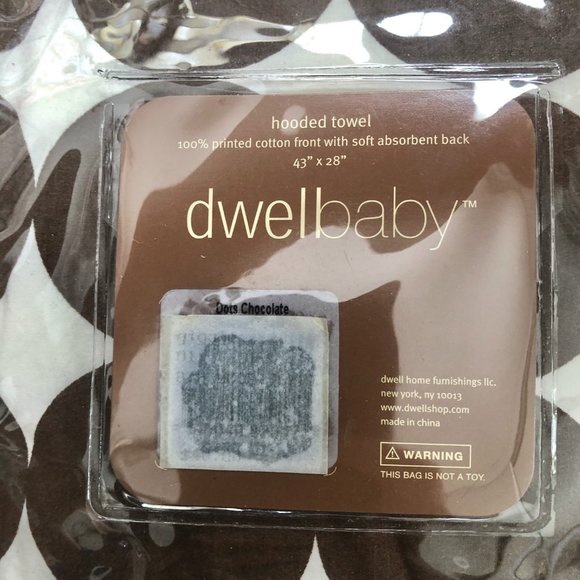 hooded towel
100% printed cotton front with soft absorbent back
43" x 28"
dwellbaby™
Dots Chocolate
dwell home furnishings llc.
new york, ny 10013
www.dwellshop.com
made in china
⚠ WARNING
THIS BAG IS NOT A TOY.